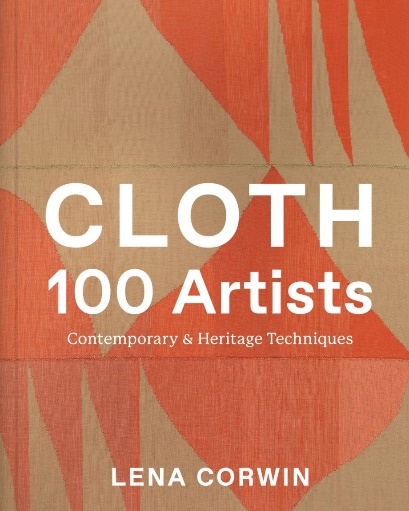 CLOTH
100 Artists
Contemporary & Heritage Techniques
LENA CORWIN